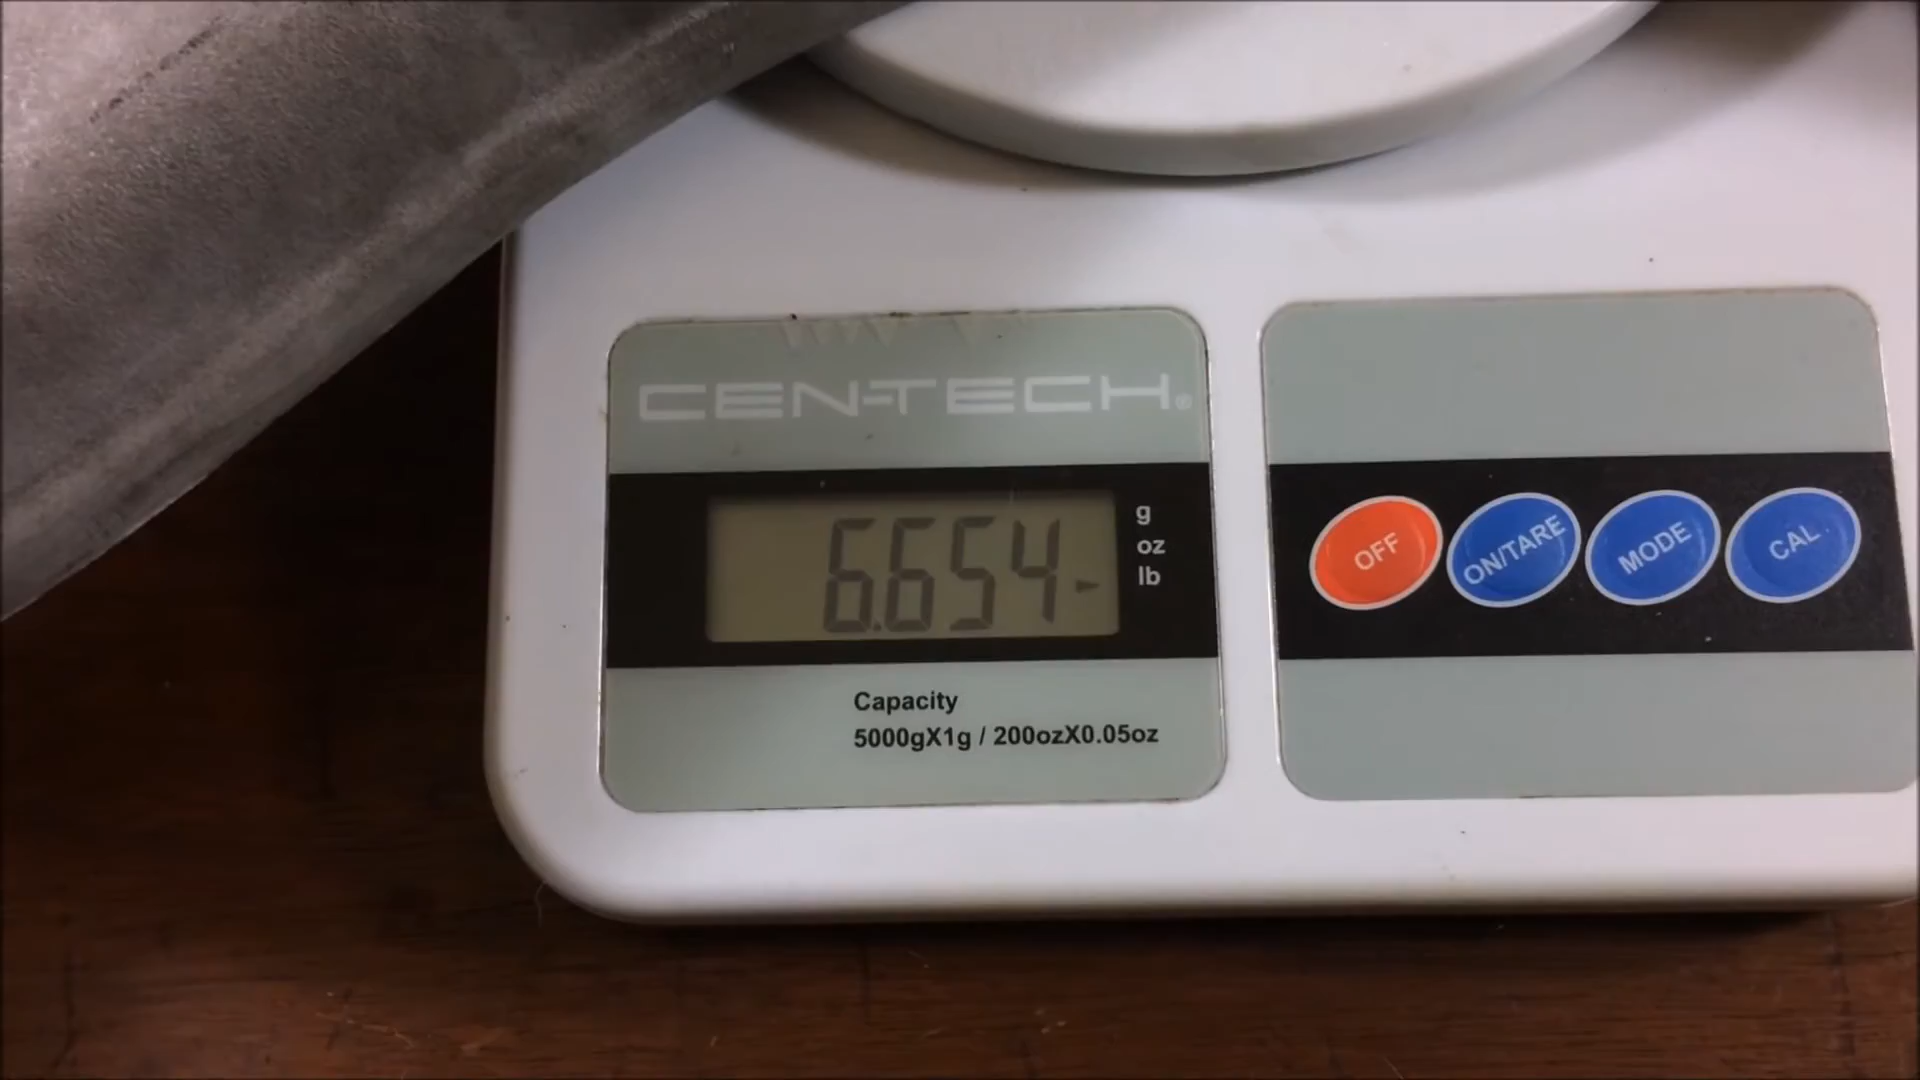 CEN-TECH®
6.654
g
oz
lb
Capacity
5000gX1g / 200ozX0.05oz
OFF
ON/TARE
MODE
CAL